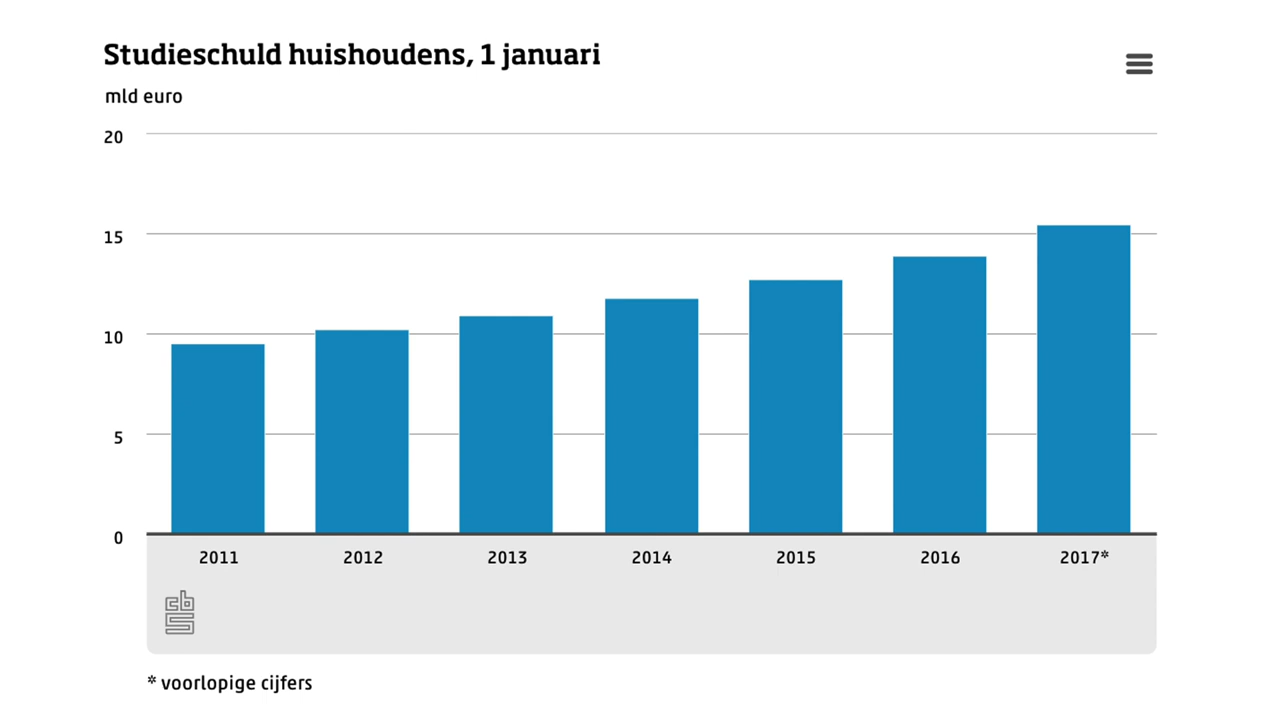 Studieschuld huishoudens, 1 januari
mld euro
20
15
10
5
0
2011 2012 2013 2014 2015 2016 2017*
cbs
* voorlopige cijfers